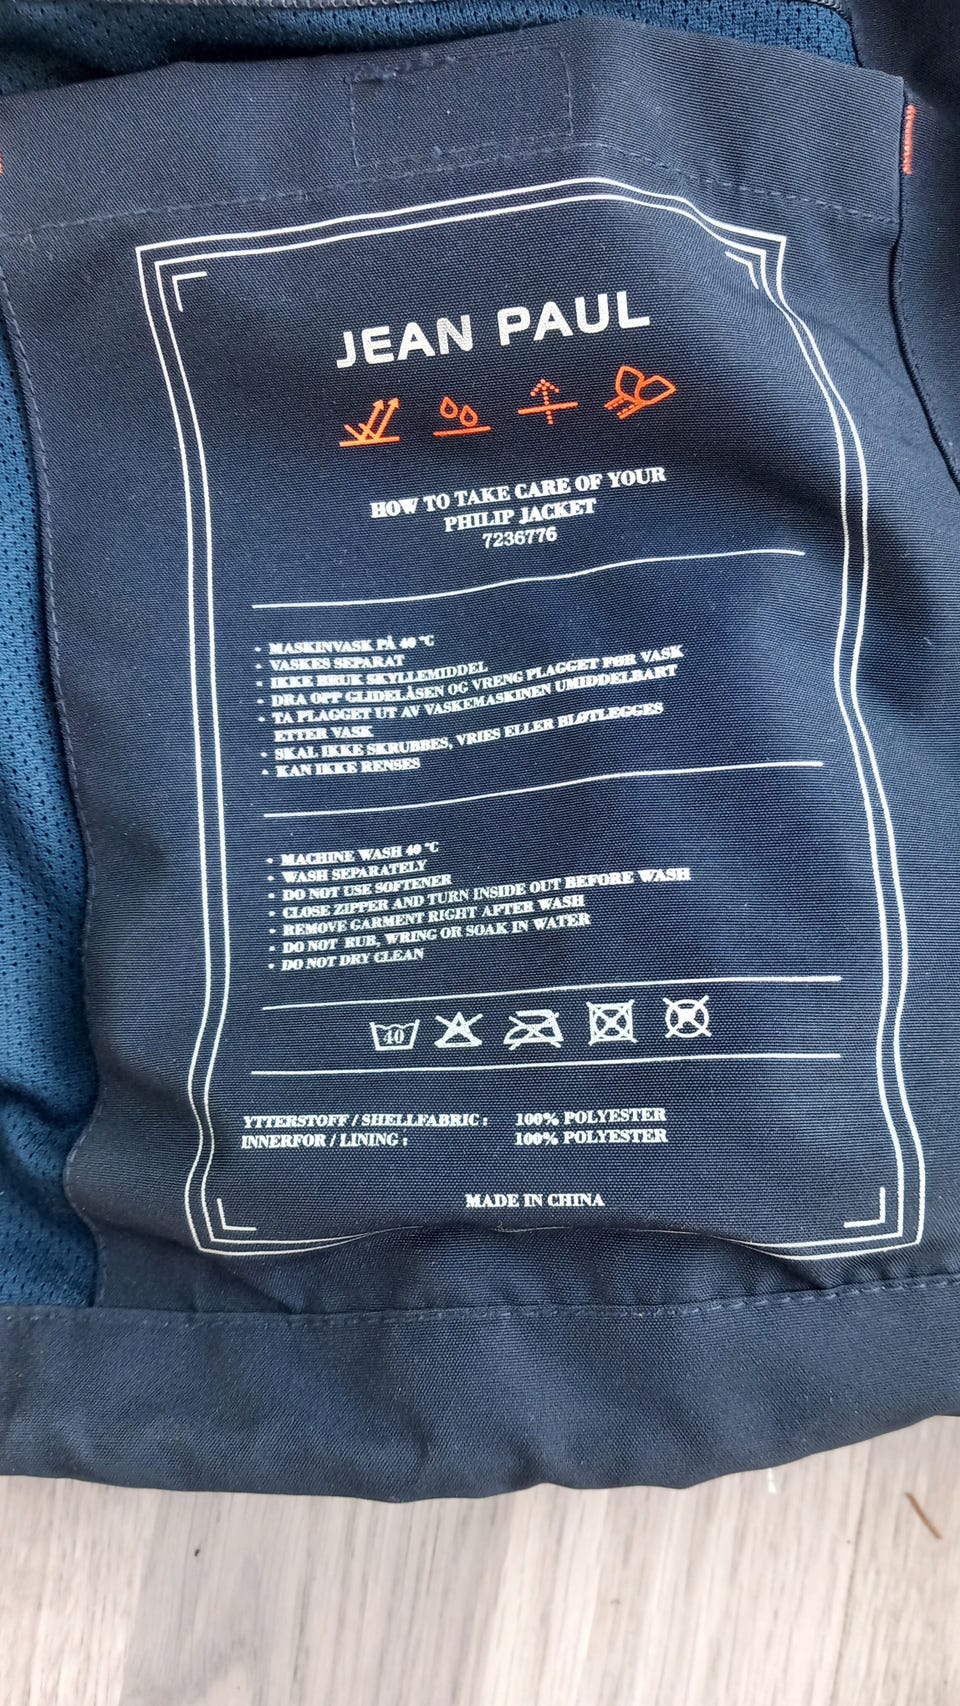 JEAN PAUL
HOW TO TAKE CARE OF YOUR
PHILIP JACKET
7236776
• MASKINVASK PÅ 40 °C
• VASKES SEPARAT
• IKKE BRUK SKYLLEMIDDEL
• DRA OPP GLIDELÅSEN OG VRENG PLAGGET FØR VASK
• TA PLAGGET UT AV VASKEMASKINEN UMIDDELBART
ETTER VASK
• SKAL IKKE SKRUBBES, VRIES ELLER BLØTLEGGES
• KAN IKKE RENSES
• MACHINE WASH 40 °C
• WASH SEPARATELY
• DO NOT USE SOFTENER
• CLOSE ZIPPER AND TURN INSIDE OUT BEFORE WASH
• REMOVE GARMENT RIGHT AFTER WASH
• DO NOT RUB, WRING OR SOAK IN WATER
• DO NOT DRY CLEAN
40
YTTERSTOFF / SHELLFABRIC : 100% POLYESTER
INNERFOR / LINING : 100% POLYESTER
MADE IN CHINA